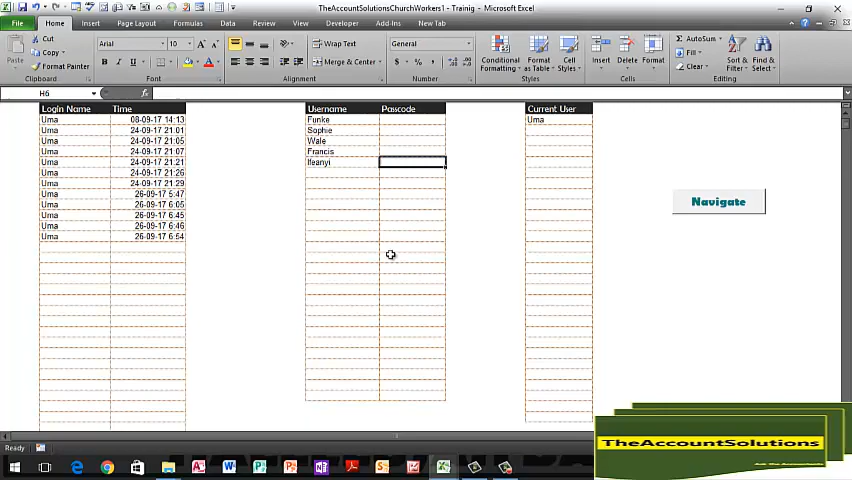 TheAccountSolutionsChurchWorkers1 - Trainig - Microsoft Excel
File Home Insert Page Layout Formulas Data Review View Developer Add-Ins New Tab
Cut
Copy
Format Painter
Paste
Clipboard
Arial 10
B I U
Font
Wrap Text
Merge & Center
Alignment
General
$ % ,
Number
Conditional Formatting
Format as Table
Cell Styles
Styles
Insert Delete Format
Cells
AutoSum
Fill
Clear
Sort & Filter
Find & Select
Editing
H6 fx
Login Name Time Username Passcode Current User
Uma 08-09-17 14:13 Funke Uma
Uma 24-09-17 21:01 Sophie
Uma 24-09-17 21:05 Wale
Uma 24-09-17 21:07 Francis
Uma 24-09-17 21:21 Ifeanyi
Uma 24-09-17 21:26
Uma 24-09-17 21:29
Uma 26-09-17 5:47
Uma 26-09-17 6:05
Uma 26-09-17 6:45
Uma 26-09-17 6:46
Uma 26-09-17 6:54
Navigate
Ready
TheAccountSolutions